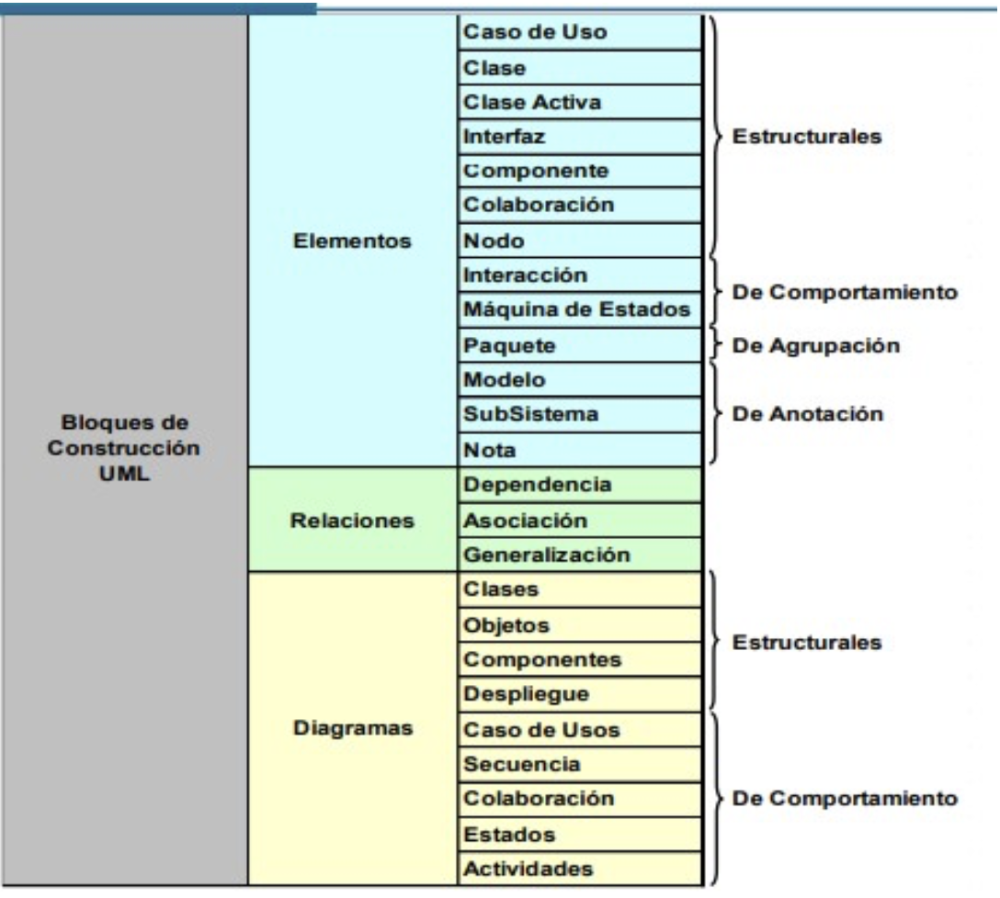 Bloques de
Construcción
UML
Elementos
Caso de Uso
Clase
Clase Activa
Interfaz
Componente
Colaboración
Nodo
Estructurales
Interacción
Máquina de Estados
De Comportamiento
Paquete
De Agrupación
Modelo
SubSistema
Nota
De Anotación
Relaciones
Dependencia
Asociación
Generalización
Diagramas
Clases
Objetos
Componentes
Despliegue
Estructurales
Caso de Usos
Secuencia
Colaboración
Estados
Actividades
De Comportamiento